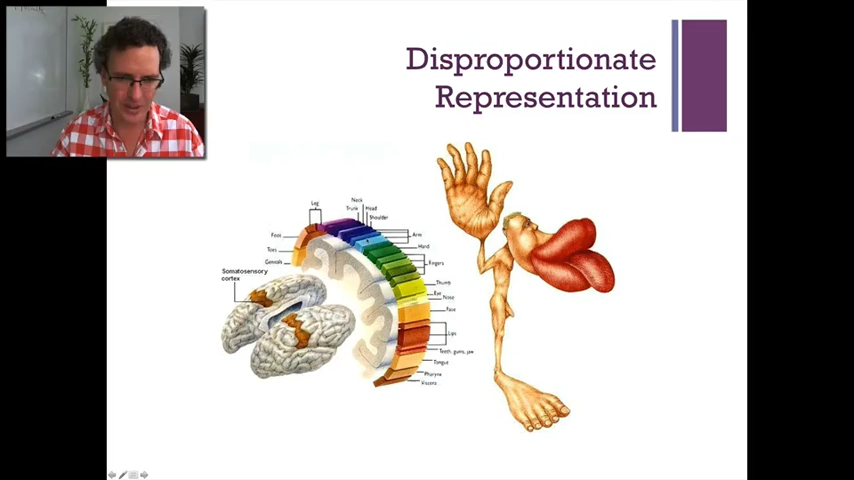 Disproportionate
Representation
Neck
Leg
Trunk
Head
Shoulder
Arm
Hand
Foot
Toes
Genitals
Fingers
Thumb
Eye
Nose
Face
Lips
Teeth, gums, jaw
Tongue
Pharynx
Viscera
Somatosensory
cortex